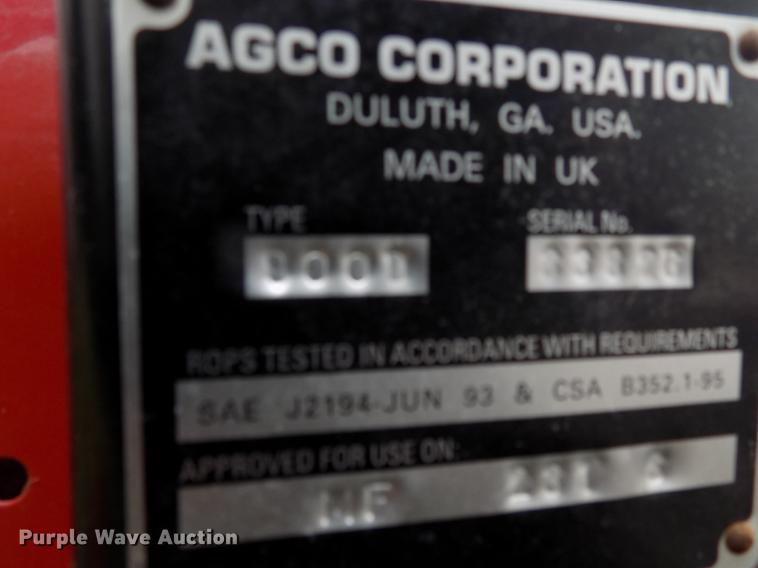 AGCO CORPORATION
DULUTH, GA. USA.
MADE IN UK
TYPE
SERIAL No.
ROPS TESTED IN ACCORDANCE WITH REQUIREMENTS
SAE J2194-JUN 93 & CSA B352.1-95
APPROVED FOR USE ON:
MF 281
Purple Wave Auction